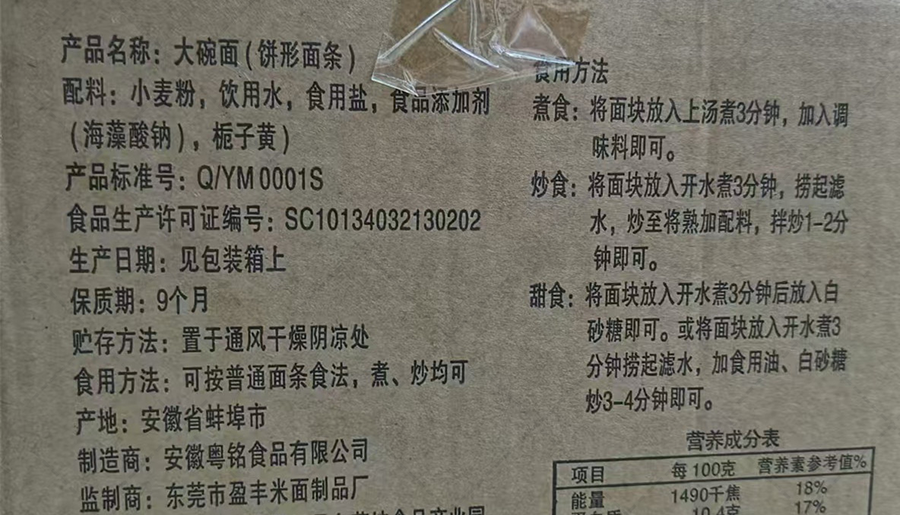 产品名称：大碗面(饼形面条)
配料：小麦粉，饮用水，食用盐，食品添加剂
(海藻酸钠)，栀子黄)
产品标准号：Q/YM 0001S
食品生产许可证编号：SC10134032130202
生产日期：见包装箱上
保质期：9个月
贮存方法：置于通风干燥阴凉处
食用方法：可按普通面条食法，煮、炒均可
产地：安徽省蚌埠市
制造商：安徽粤铭食品有限公司
监制商：东莞市盈丰米面制品厂
食用方法
煮食：将面块放入上汤煮3分钟，加入调
味料即可。
炒食：将面块放入开水煮3分钟，捞起滤
水，炒至将熟加配料，拌炒1-2分
钟即可。
甜食：将面块放入开水煮3分钟后放入白
砂糖即可。或将面块放入开水煮3
分钟捞起滤水，加食用油、白砂糖
炒3-4分钟即可。
营养成分表
项目 每100克 营养素参考值%
能量 1490千焦 18%
10.4克 17%